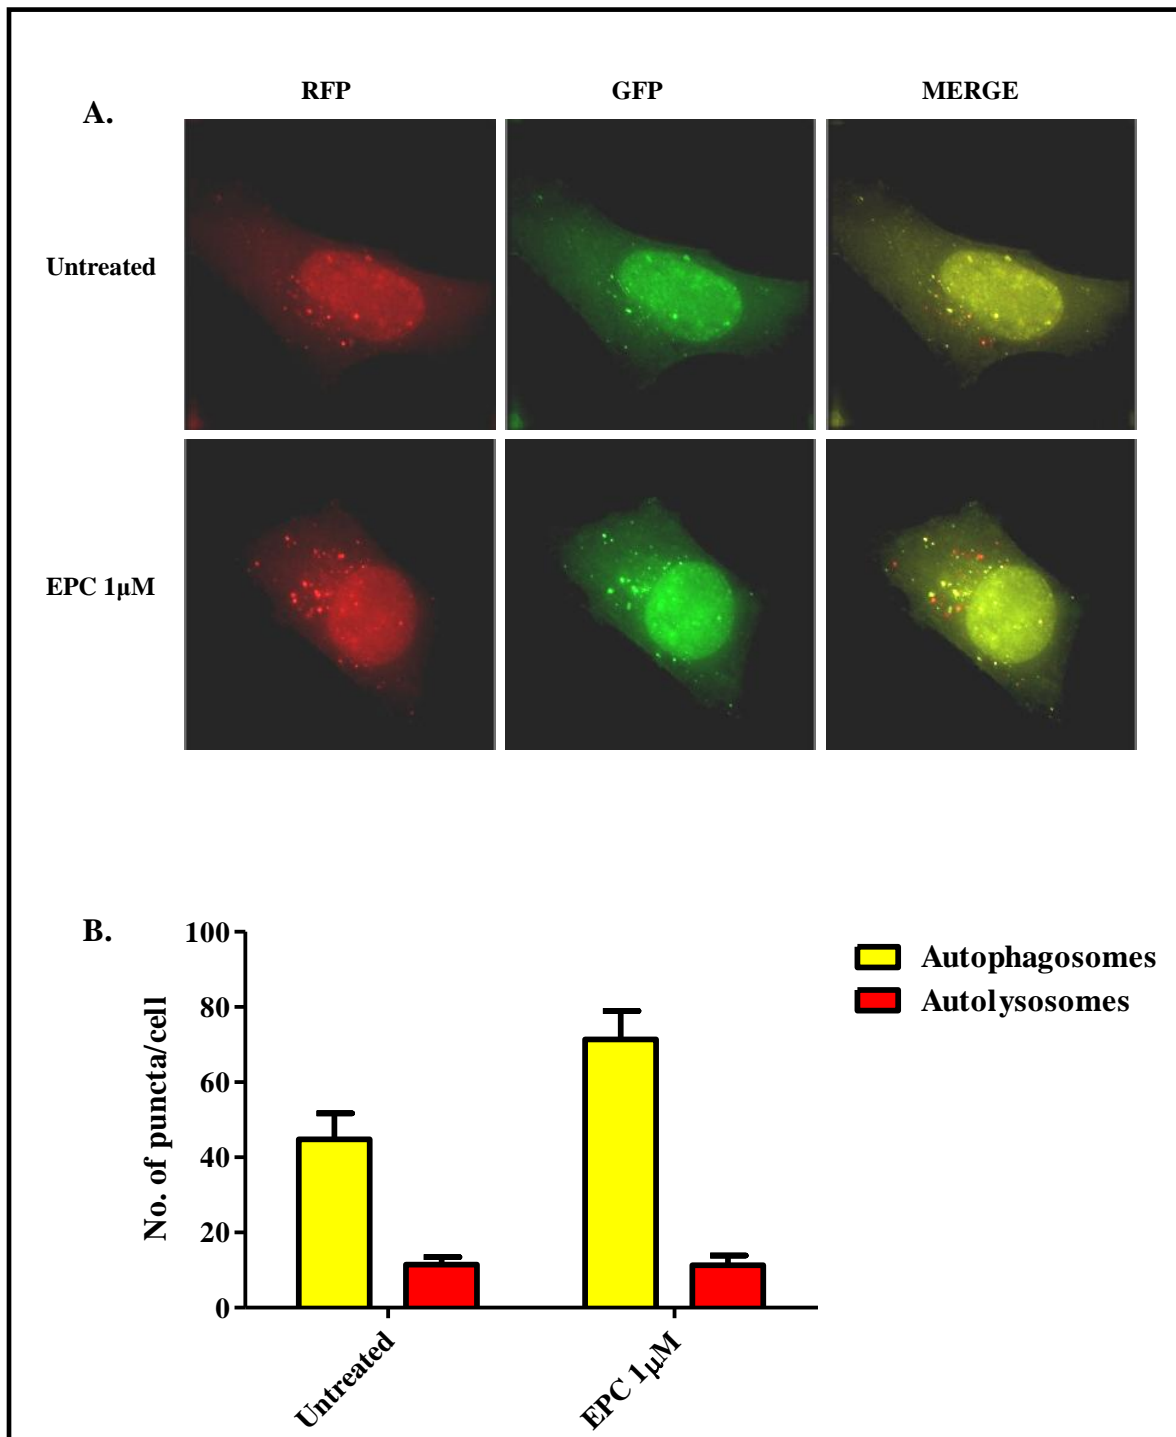 RFP GFP MERGE
A.
Untreated
EPC 1µM
B.
100
80
60
40
20
0
No. of puncta/cell
Untreated
EPC 1µM
Autophagosomes
Autolysosomes